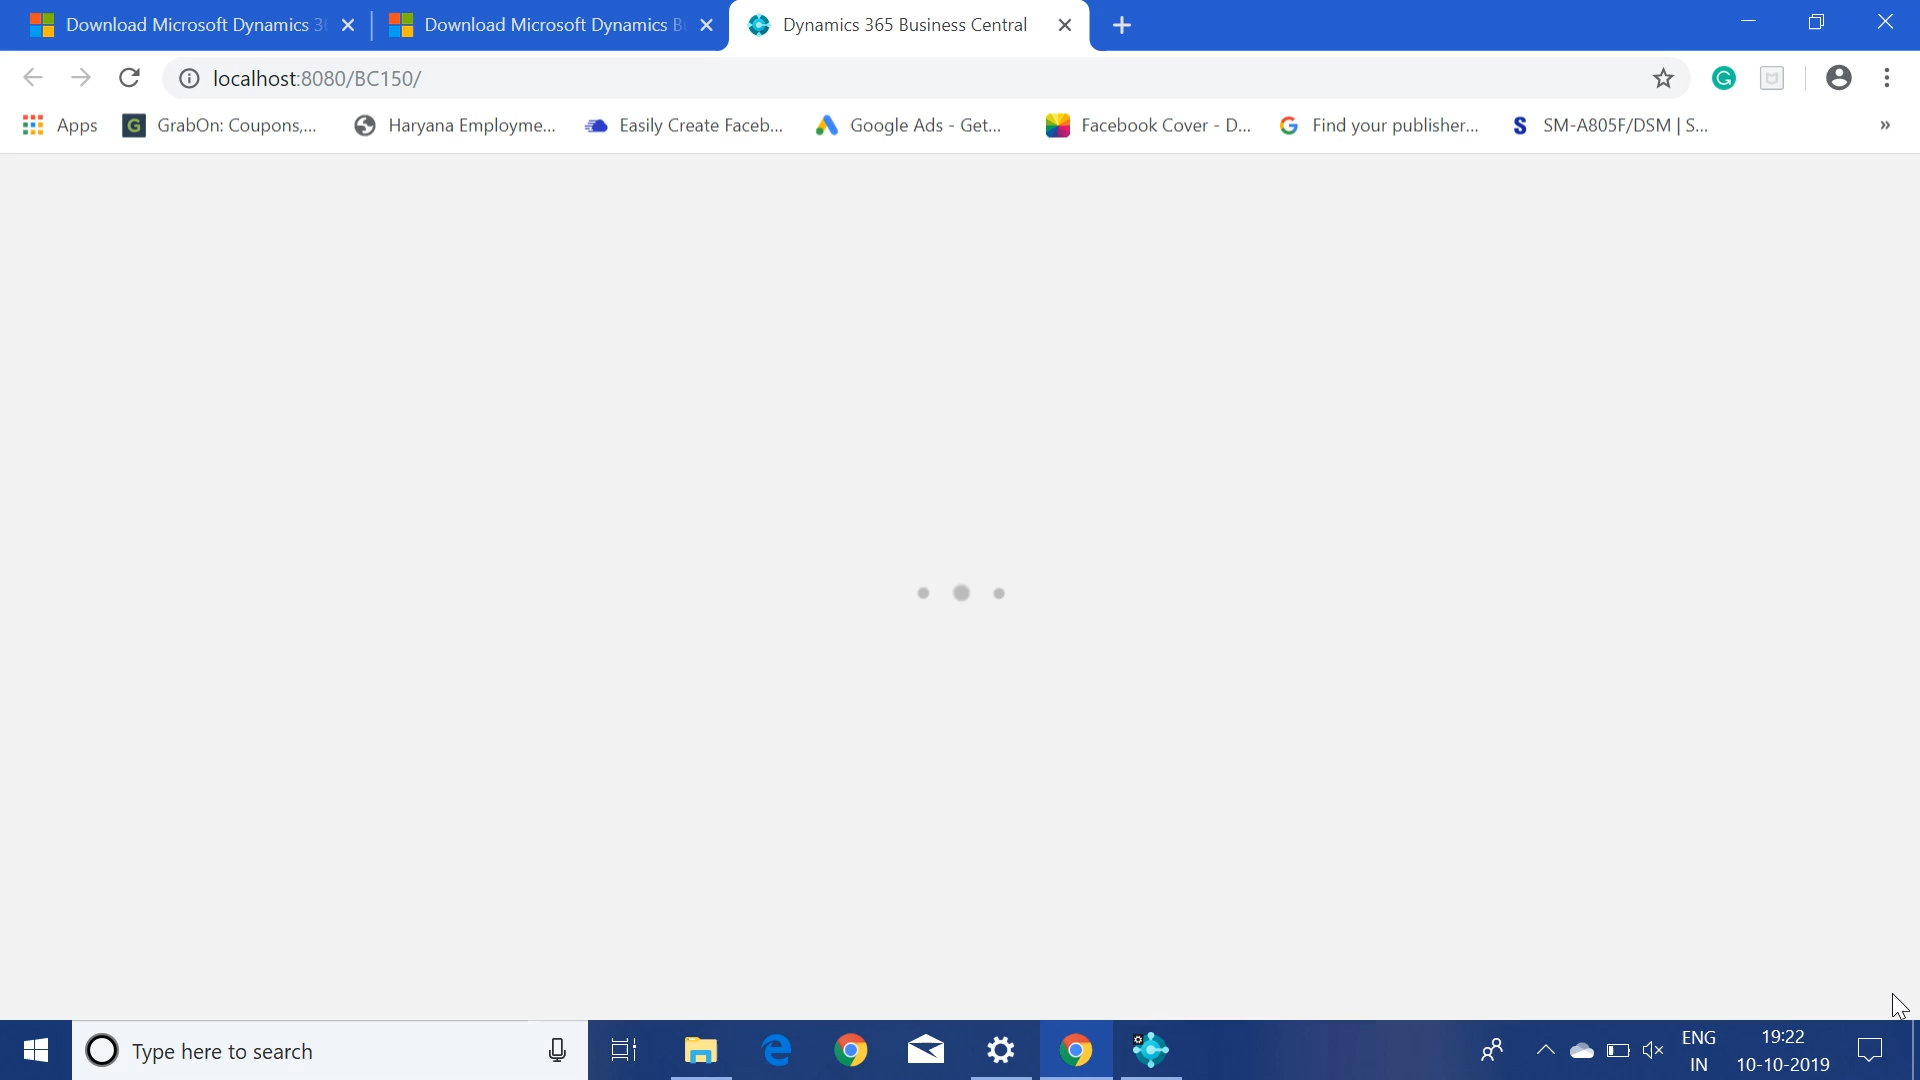 Download Microsoft Dynamics 36
Download Microsoft Dynamics Bu
Dynamics 365 Business Central
localhost:8080/BC150/
Apps
G GrabOn: Coupons,...
Haryana Employme...
Easily Create Faceb...
Google Ads - Get...
Facebook Cover - D...
G Find your publisher...
S SM-A805F/DSM | S...
»
Type here to search
ENG
IN
19:22
10-10-2019